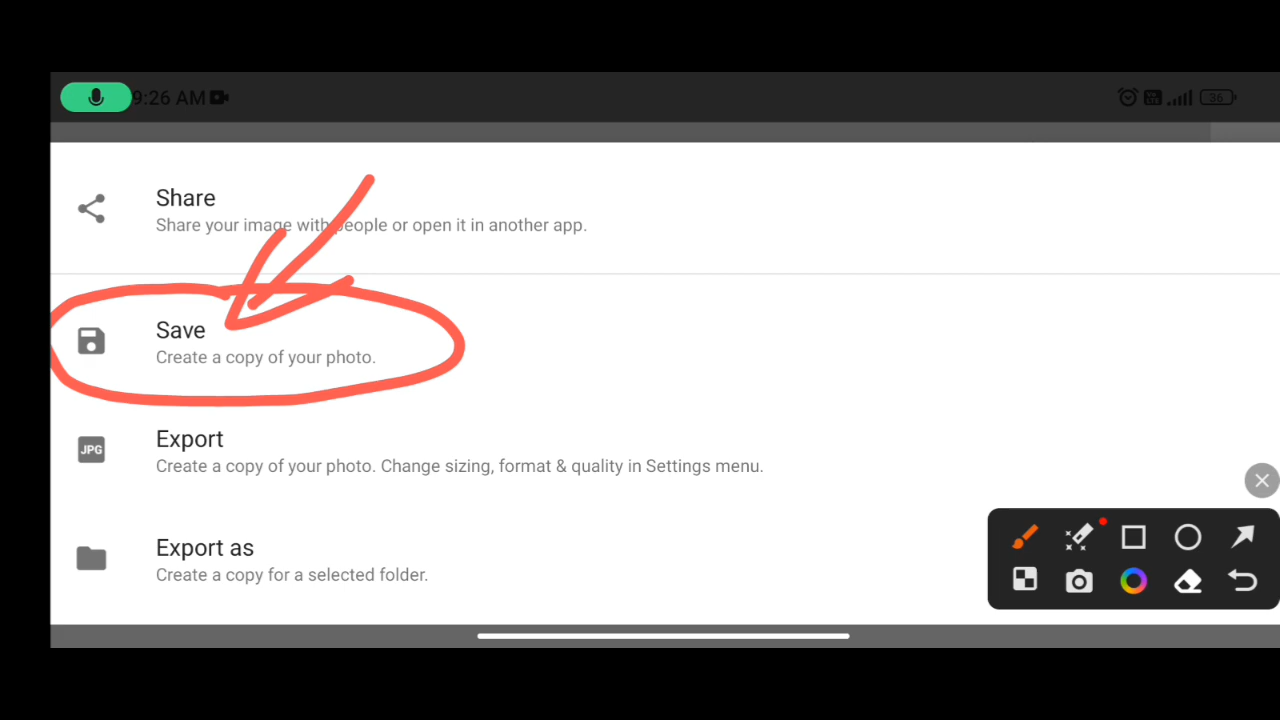 9:26 AM
36
Share
Share your image with people or open it in another app.
Save
Create a copy of your photo.
JPG
Export
Create a copy of your photo. Change sizing, format & quality in Settings menu.
Export as
Create a copy for a selected folder.